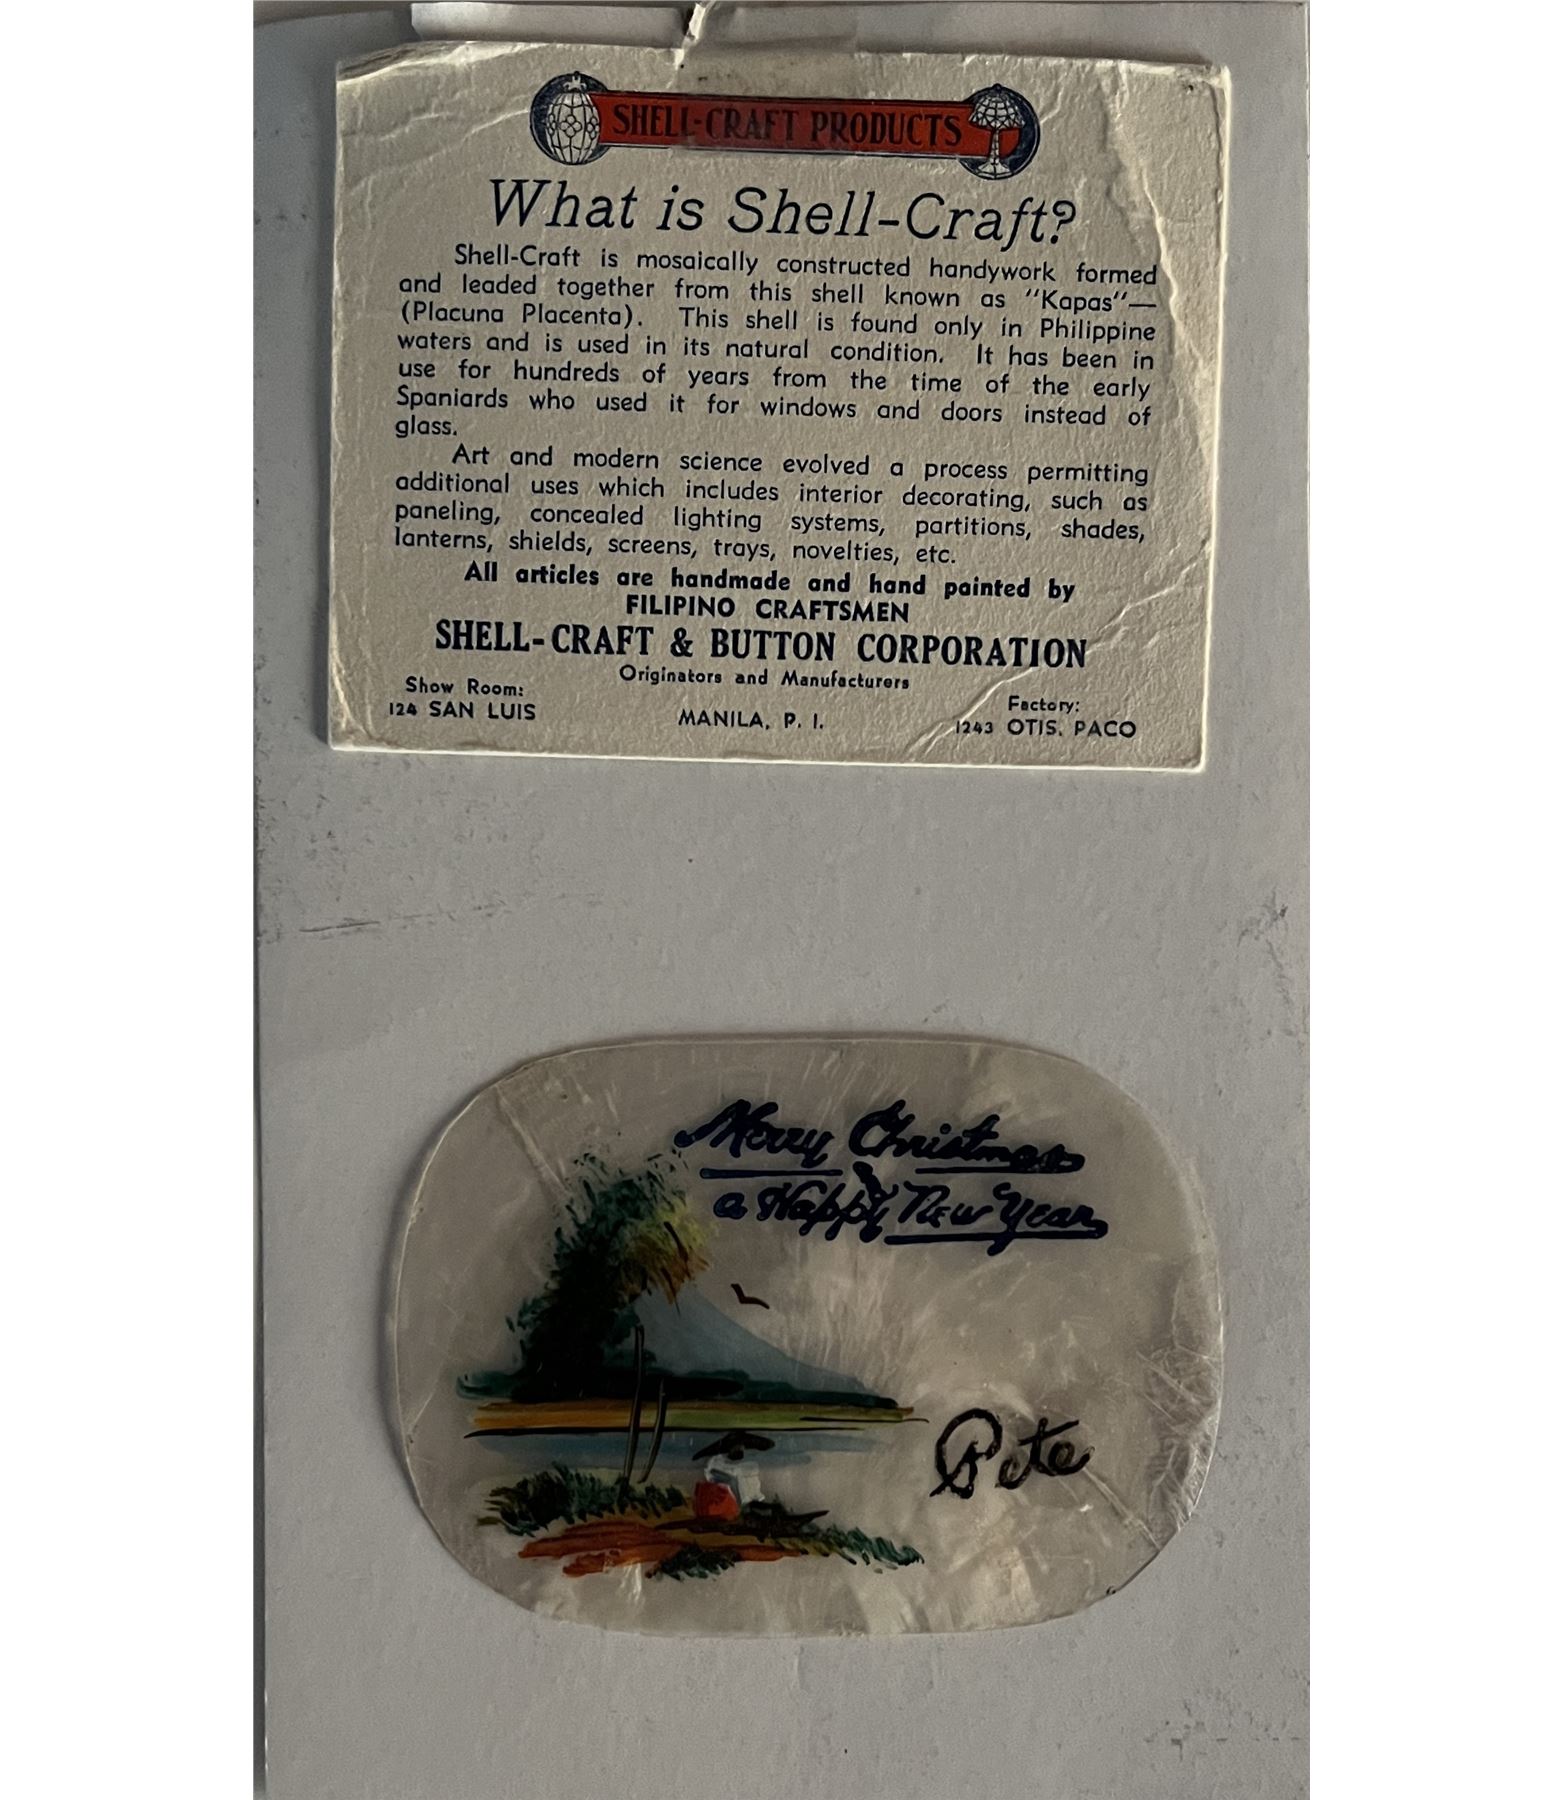 SHELL-CRAFT PRODUCTS
What is Shell-Craft?
Shell-Craft is mosaically constructed handywork formed
and leaded together from this shell known as "Kapas"—
(Placuna Placenta). This shell is found only in Philippine
waters and is used in its natural condition. It has been in
use for hundreds of years from the time of the early
Spaniards who used it for windows and doors instead of
glass.
Art and modern science evolved a process permitting
additional uses which includes interior decorating, such as
paneling, concealed lighting systems, partitions, shades,
lanterns, shields, screens, trays, novelties, etc.
All articles are handmade and hand painted by
FILIPINO CRAFTSMEN
SHELL-CRAFT & BUTTON CORPORATION
Originators and Manufacturers
Show Room:
124 SAN LUIS
MANILA, P. I.
Factory:
1243 OTIS, PACO
Merry Christmas
&
a Happy New Year
Pete